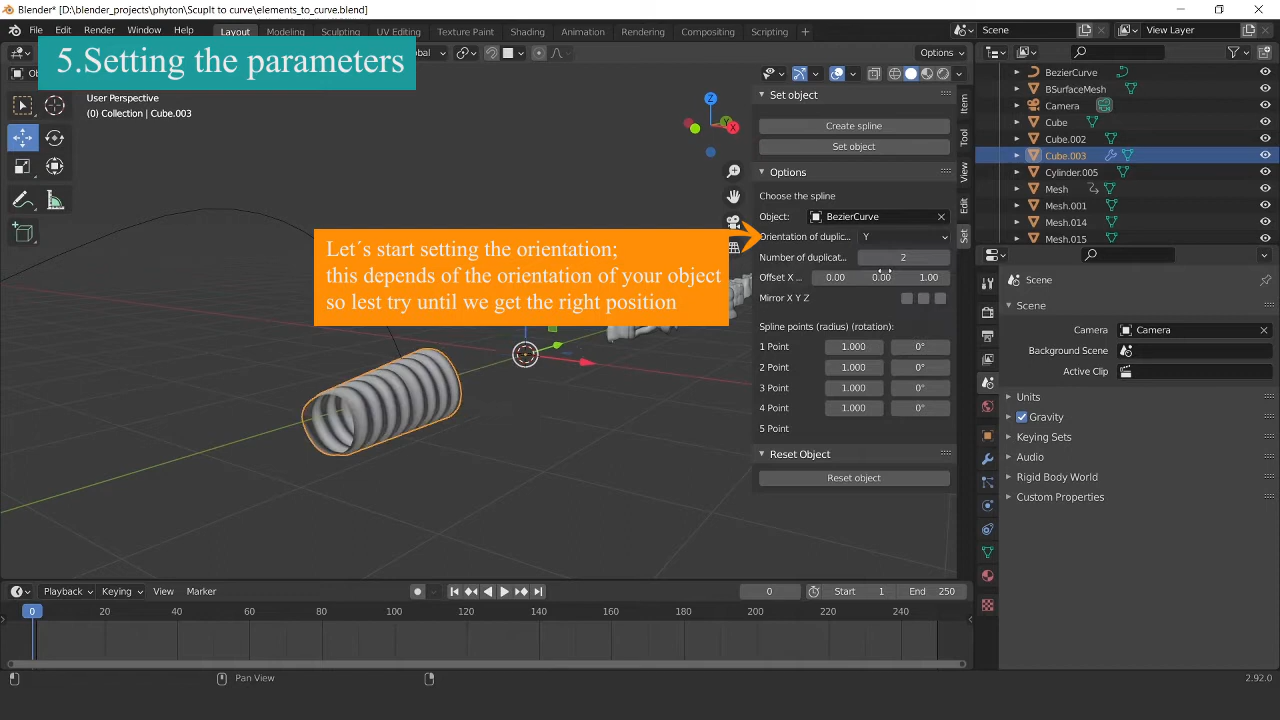 Blender* [D:\blender_projects\phyton\Scuplt to curve\elements_to_curve.blend]
File Edit Render Window Help Layout Modeling Sculpting UV Editing Texture Paint Shading Animation Rendering Compositing Scripting Scene View Layer
5.Setting the parameters
Options
User Perspective
(0) Collection | Cube.003
Set object
Create spline
Set object
Options
Choose the spline
Object: BezierCurve
Orientation of duplic... Y
Number of duplicat... 2
Offset X ... 0.00 0.00 1.00
Mirror X Y Z
Spline points (radius) (rotation):
1 Point 1.000 0°
2 Point 1.000 0°
3 Point 1.000 0°
4 Point 1.000 0°
5 Point
Reset Object
Reset object
Item
Tool
View
Edit
Set
Let´s start setting the orientation;
this depends of the orientation of your object
so lest try until we get the right position
Z
Y
X
BezierCurve
BSurfaceMesh
Camera
Cube
Cube.002
Cube.003
Cylinder.005
Mesh
Mesh.001
Mesh.014
Mesh.015
Scene
Scene
Camera Camera
Background Scene
Active Clip
Units
Gravity
Keying Sets
Audio
Rigid Body World
Custom Properties
Playback Keying View Marker 0 Start 1 End 250
0 20 40 60 80 100 120 140 160 180 200 220 240
Pan View 2.92.0